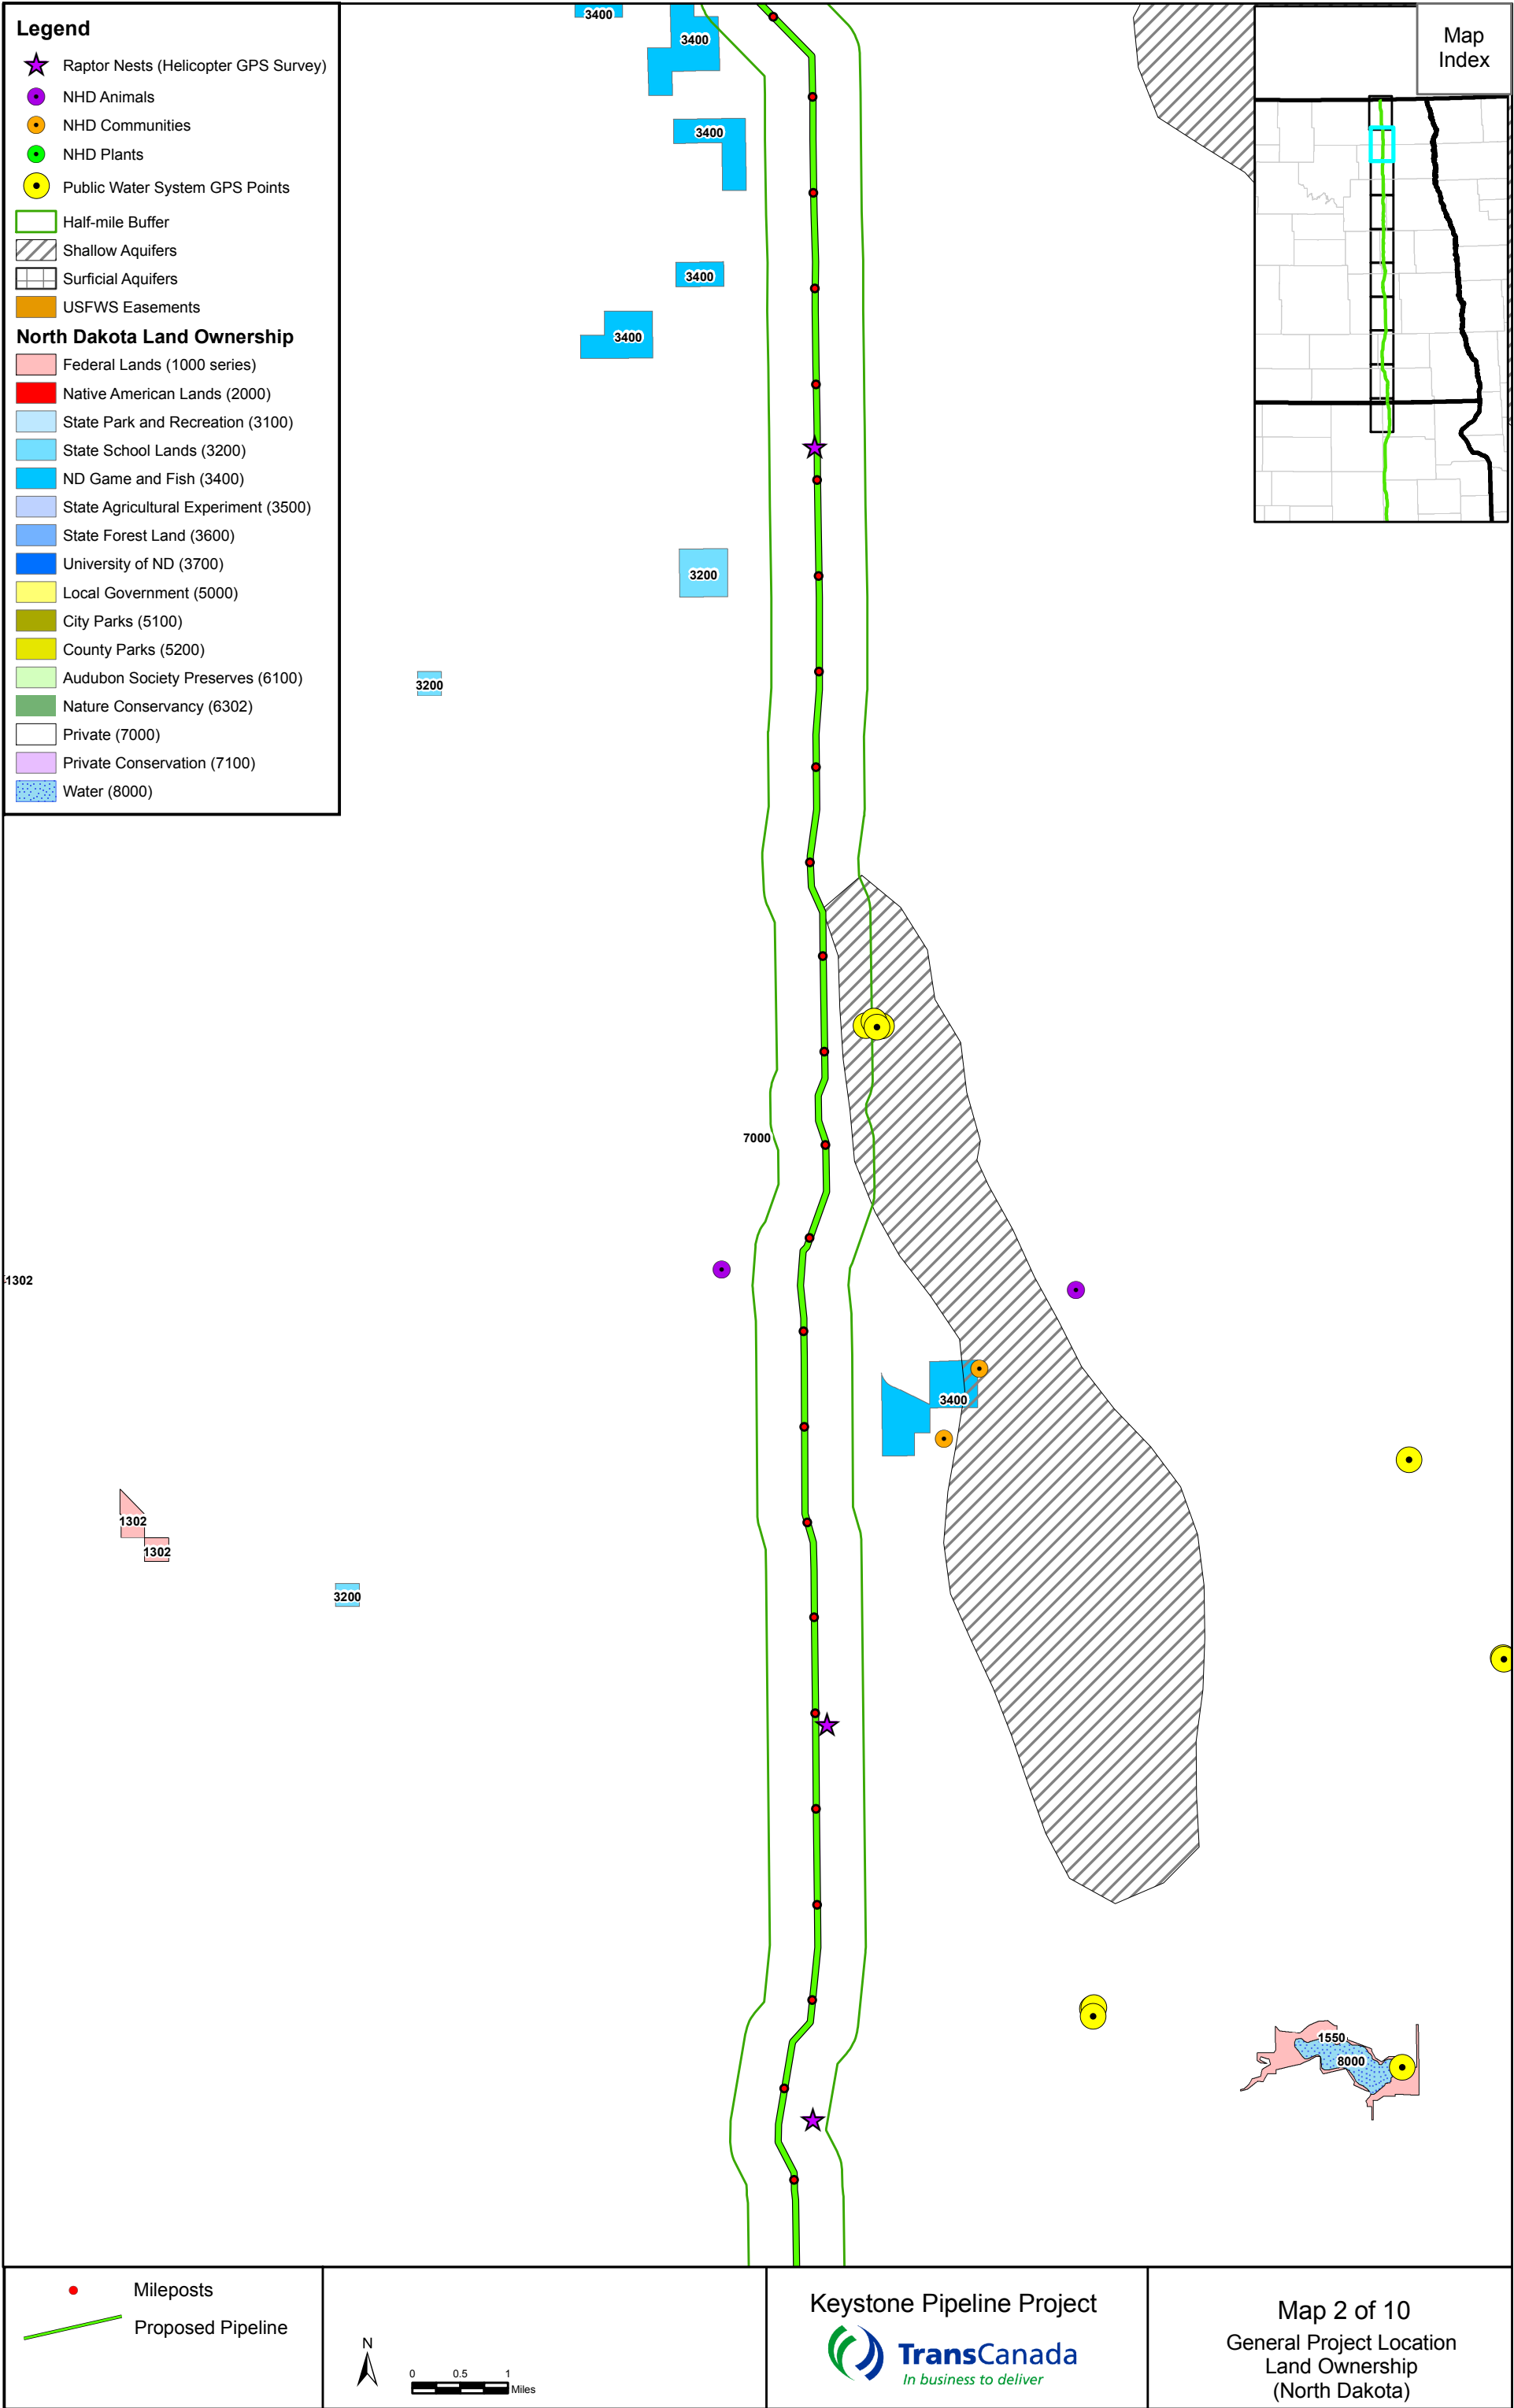 Legend
Raptor Nests (Helicopter GPS Survey)
NHD Animals
NHD Communities
NHD Plants
Public Water System GPS Points
Half-mile Buffer
Shallow Aquifers
Surficial Aquifers
USFWS Easements
North Dakota Land Ownership
Federal Lands (1000 series)
Native American Lands (2000)
State Park and Recreation (3100)
State School Lands (3200)
ND Game and Fish (3400)
State Agricultural Experiment (3500)
State Forest Land (3600)
University of ND (3700)
Local Government (5000)
City Parks (5100)
County Parks (5200)
Audubon Society Preserves (6100)
Nature Conservancy (6302)
Private (7000)
Private Conservation (7100)
Water (8000)
Map
Index
3400
3400
3400
3400
3400
3200
3200
7000
1302
3400
1302
1302
3200
1550
8000
Mileposts
Proposed Pipeline
N
0 0.5 1
Miles
Keystone Pipeline Project
TransCanada
In business to deliver
Map 2 of 10
General Project Location
Land Ownership
(North Dakota)